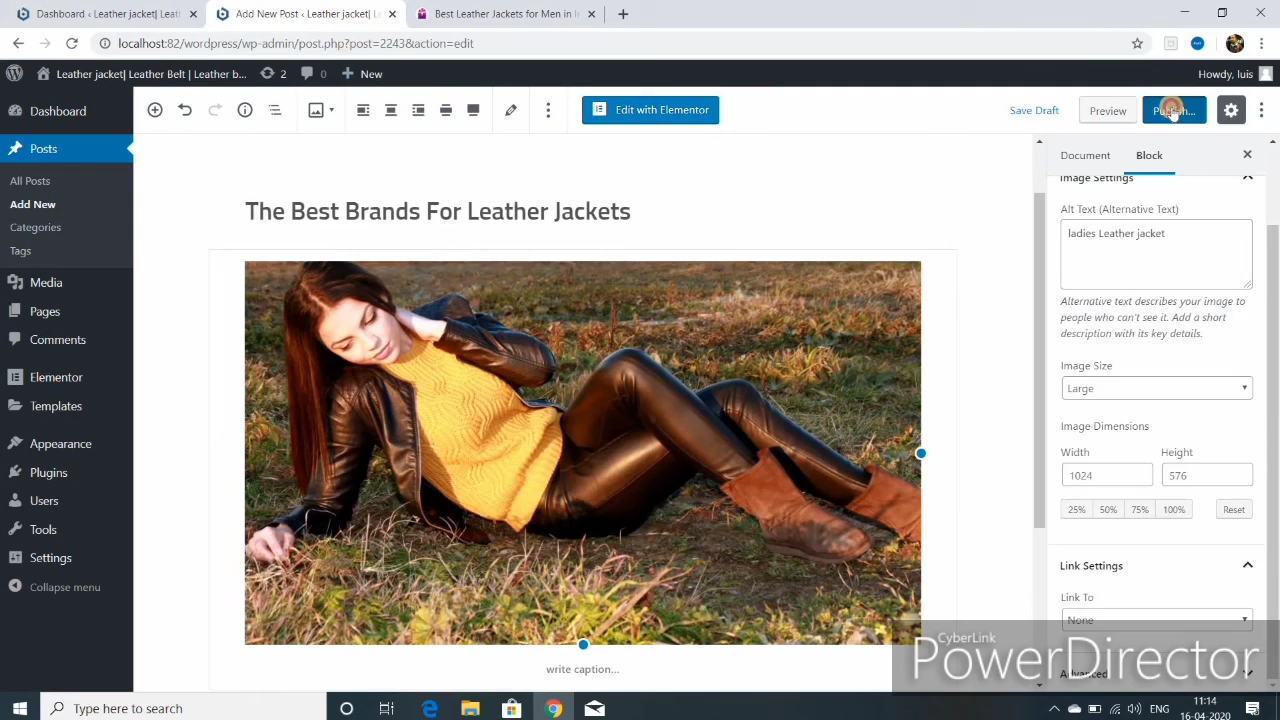 Dashboard ‹ Leather jacket| Leathe
Add New Post ‹ Leather jacket| Le
Best Leather Jackets for Men in I
localhost:82/wordpress/wp-admin/post.php?post=2243&action=edit
Leather jacket| Leather Belt | Leather b...
2
0
New
Howdy, luis
Dashboard
Posts
All Posts
Add New
Categories
Tags
Media
Pages
Comments
Elementor
Templates
Appearance
Plugins
Users
Tools
Settings
Collapse menu
Edit with Elementor
Save Draft
Preview
Publish...
The Best Brands For Leather Jackets
write caption...
Document
Block
Image Settings
Alt Text (Alternative Text)
ladies Leather jacket
Alternative text describes your image to
people who can't see it. Add a short
description with its key details.
Image Size
Large
Image Dimensions
Width
Height
1024
576
25%
50%
75%
100%
Reset
Link Settings
Link To
None
Advanced
CyberLink
PowerDirector
Type here to search
ENG
11:14
16-04-2020